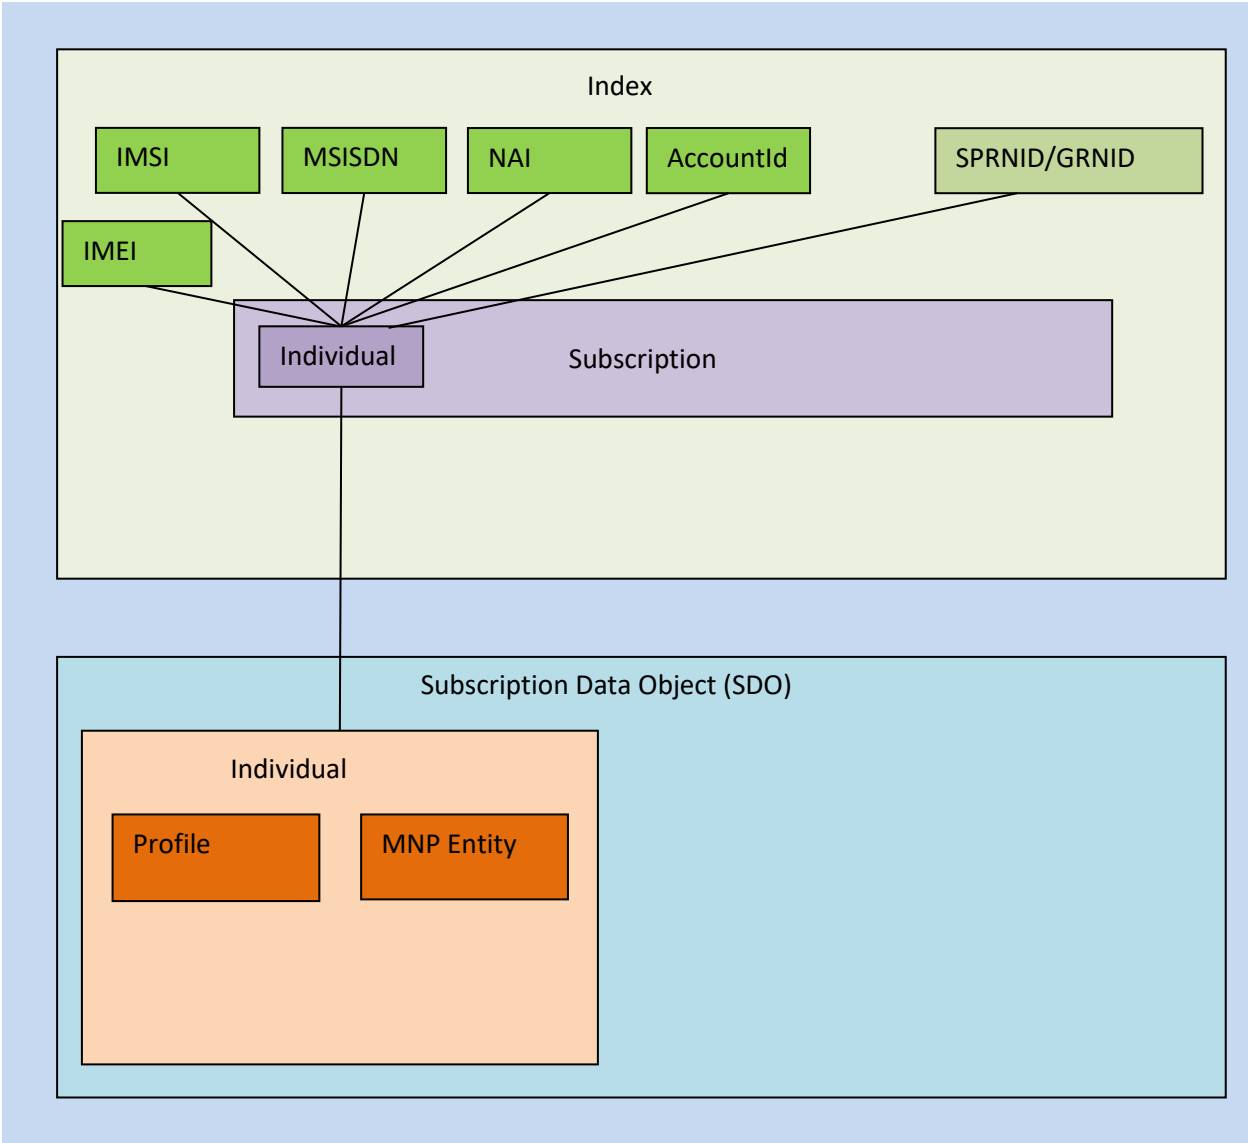 Index
IMSI
MSISDN
NAI
AccountId
SPRNID/GRNID
IMEI
Individual
Subscription
Subscription Data Object (SDO)
Individual
Profile
MNP Entity